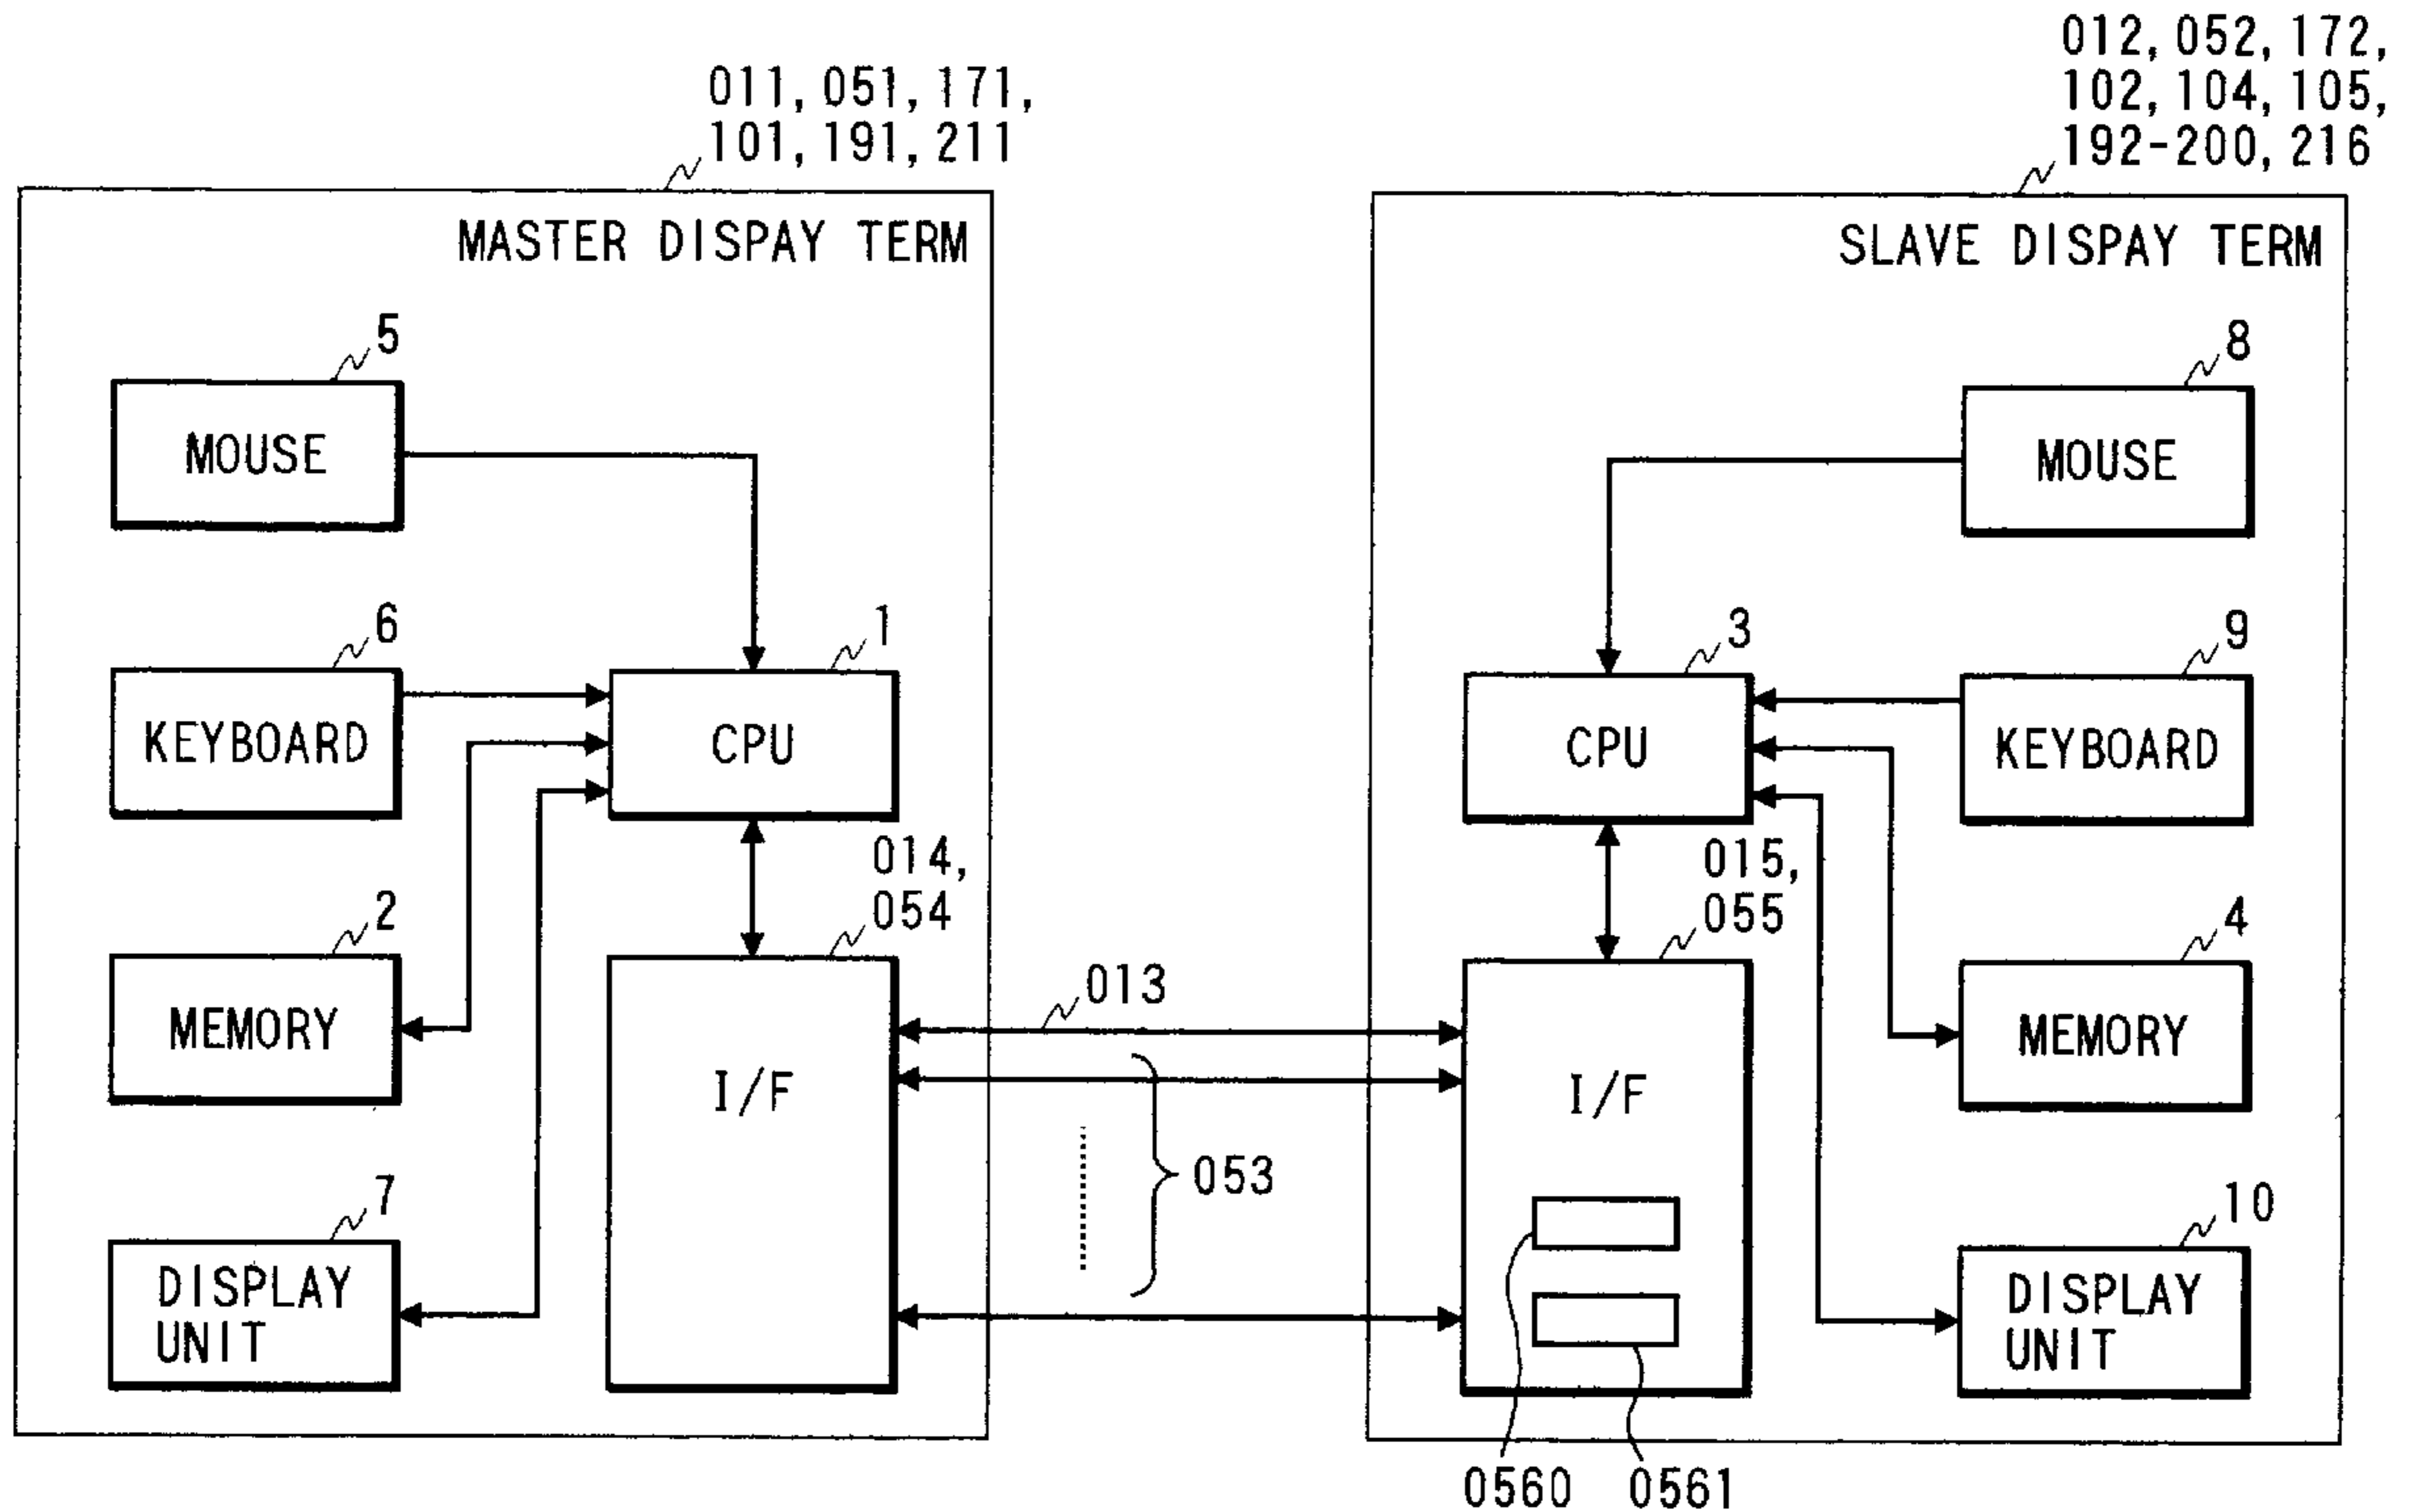 011, 051, 171,
101, 191, 211
012, 052, 172,
102, 104, 105,
192-200, 216
MASTER DISPAY TERM
5
MOUSE
6
KEYBOARD
1
CPU
2
MEMORY
014,
054
I/F
7
DISPLAY
UNIT
013
053
SLAVE DISPAY TERM
8
MOUSE
3
CPU
9
KEYBOARD
015,
055
I/F
4
MEMORY
10
DISPLAY
UNIT
0560
0561